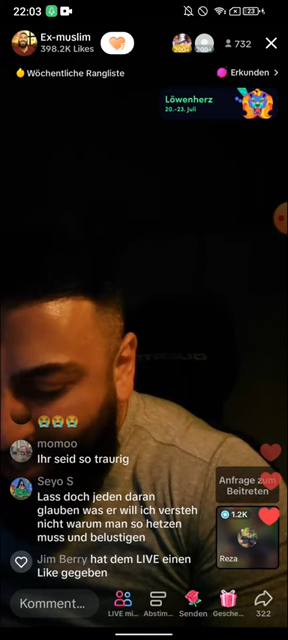 22:03
23
Ex-muslim
398.2K Likes
200+
200+
732
Wöchentliche Rangliste
Erkunden
Löwenherz
20.-23. Juli
😭😭😭
momoo
Ihr seid so traurig
Seyo S
Lass doch jeden daran
glauben was er will ich versteh
nicht warum man so hetzen
muss und belustigen
Jim Berry hat dem LIVE einen
Like gegeben
Anfrage zum
Beitreten
1.2K
Reza
Komment...
LIVE mi...
Abstim...
Senden
Gesche...
322